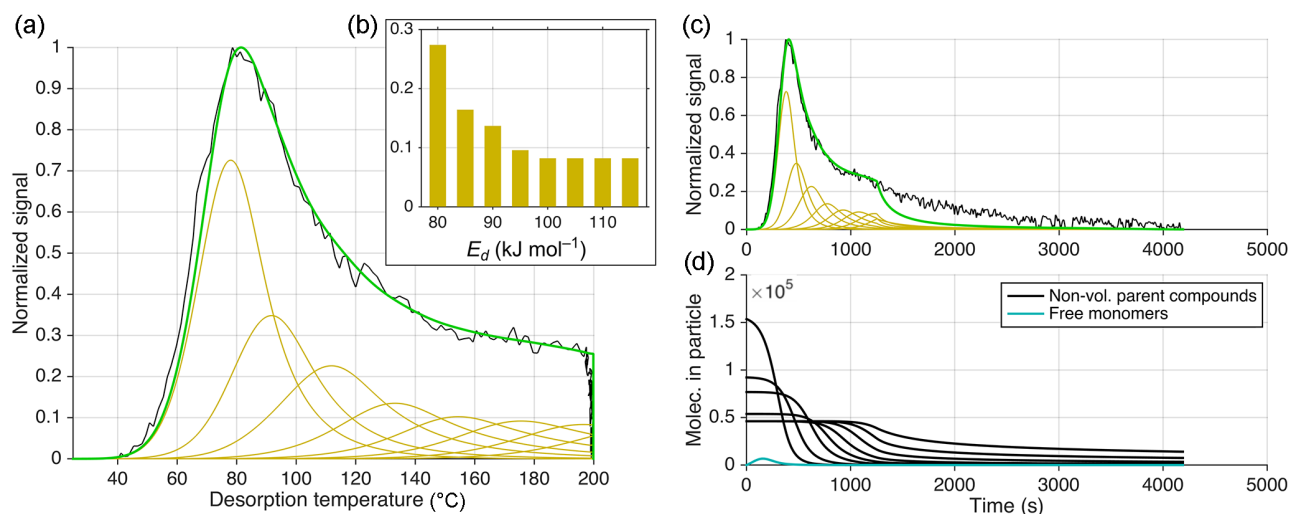 (a)
Normalized signal
1
0.9
0.8
0.7
0.6
0.5
0.4
0.3
0.2
0.1
0
40 60 80 100 120 140 160 180 200
Desorption temperature (°C)
(b)
0.3
0.2
0.1
0
80 90 100 110
E_d (kJ mol⁻¹)
(c)
Normalized signal
1
0.8
0.6
0.4
0.2
0
0 1000 2000 3000 4000 5000
(d)
Molec. in particle
2
×10⁵
1.5
1
0.5
0
Non-vol. parent compounds
Free monomers
0 1000 2000 3000 4000 5000
Time (s)